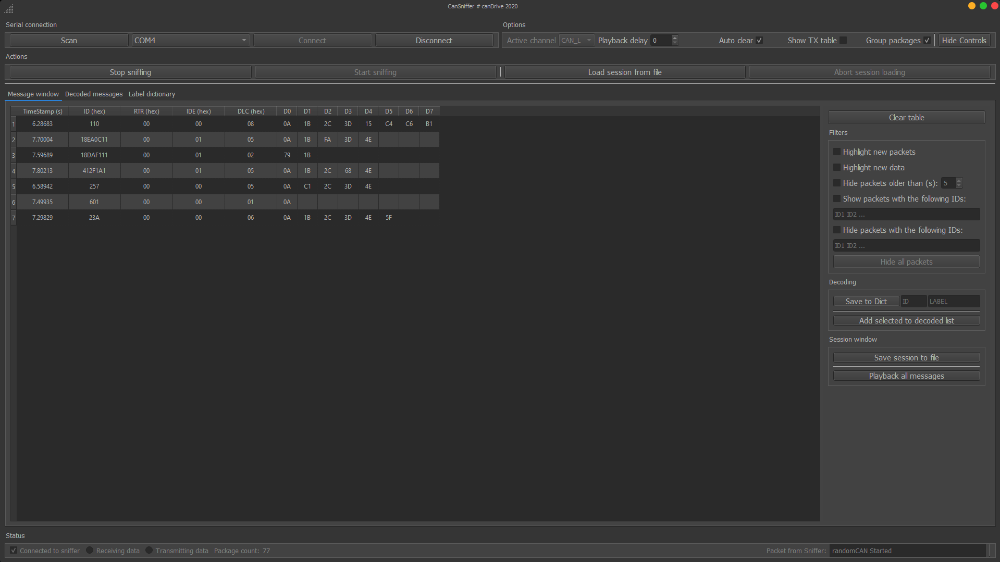 CanSniffer # canDrive 2020
Serial connection
Scan
COM4
Connect
Disconnect
Options
Active channel CAN_L Playback delay 0 Auto clear Show TX table Group packages Hide Controls
Actions
Stop sniffing
Start sniffing
Load session from file
Abort session loading
Message window Decoded messages Label dictionary
TimeStamp (s) ID (hex) RTR (hex) IDE (hex) DLC (hex) D0 D1 D2 D3 D4 D5 D6 D7
1 6.28683 110 00 00 08 0A 1B 2C 3D 15 C4 C6 B1
2 7.70004 18EA0C11 00 01 05 0A 1B FA 3D 4E
3 7.59689 18DAF111 00 01 02 79 1B
4 7.80213 412F1A1 00 01 05 0A 1B 2C 68 4E
5 6.58942 257 00 00 05 0A C1 2C 3D 4E
6 7.49935 601 00 00 01 0A
7 7.29829 23A 00 00 06 0A 1B 2C 3D 4E 5F
Clear table
Filters
Highlight new packets
Highlight new data
Hide packets older than (s): 5
Show packets with the following IDs:
ID1 ID2 ...
Hide packets with the following IDs:
ID1 ID2 ...
Hide all packets
Decoding
Save to Dict ID LABEL
Add selected to decoded list
Session window
Save session to file
Playback all messages
Status
Connected to sniffer Receiving data Transmitting data Package count: 77
Packet from Sniffer: randomCAN Started